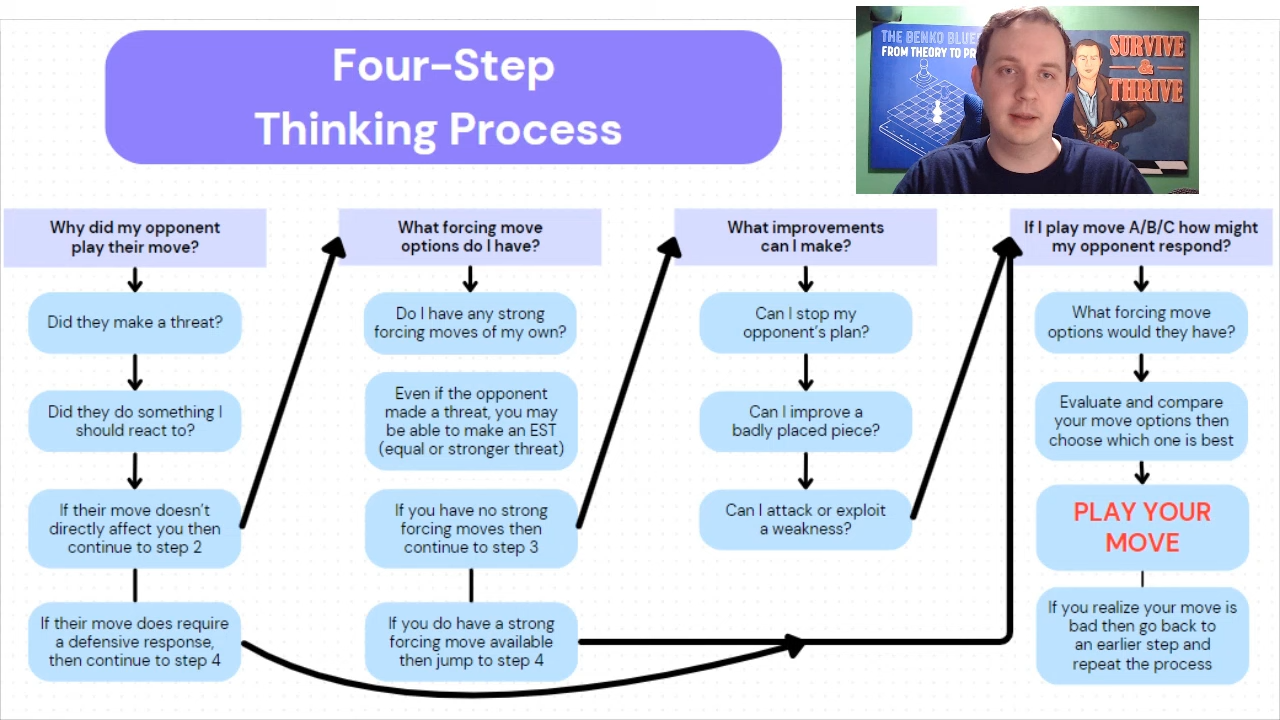 Four-Step
Thinking Process
THE BENKO BLUES
FROM THEORY TO PR
SURVIVE
&
THRIVE
Why did my opponent
play their move?
Did they make a threat?
Did they do something I
should react to?
If their move doesn't
directly affect you then
continue to step 2
If their move does require
a defensive response,
then continue to step 4
What forcing move
options do I have?
Do I have any strong
forcing moves of my own?
Even if the opponent
made a threat, you may
be able to make an EST
(equal or stronger threat)
If you have no strong
forcing moves then
continue to step 3
If you do have a strong
forcing move available
then jump to step 4
What improvements
can I make?
Can I stop my
opponent's plan?
Can I improve a
badly placed piece?
Can I attack or exploit
a weakness?
If I play move A/B/C how might
my opponent respond?
What forcing move
options would they have?
Evaluate and compare
your move options then
choose which one is best
PLAY YOUR
MOVE
If you realize your move is
bad then go back to
an earlier step and
repeat the process